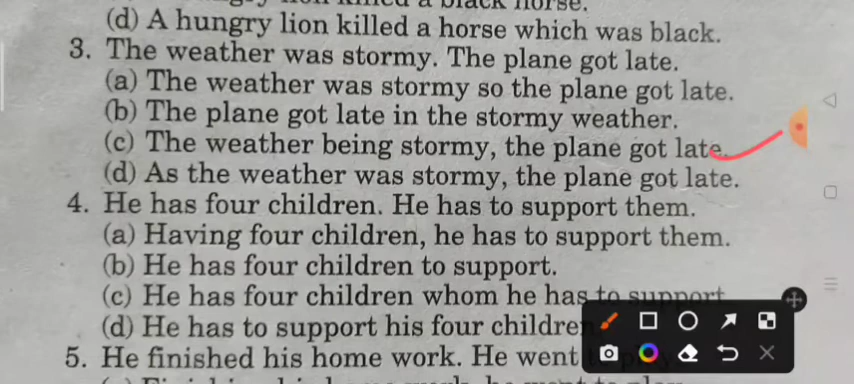 (d) A hungry lion killed a horse which was black.
3. The weather was stormy. The plane got late.
(a) The weather was stormy so the plane got late.
(b) The plane got late in the stormy weather.
(c) The weather being stormy, the plane got late.
(d) As the weather was stormy, the plane got late.
4. He has four children. He has to support them.
(a) Having four children, he has to support them.
(b) He has four children to support.
(c) He has four children whom he has to support
(d) He has to support his four childre
5. He finished his home work. He went